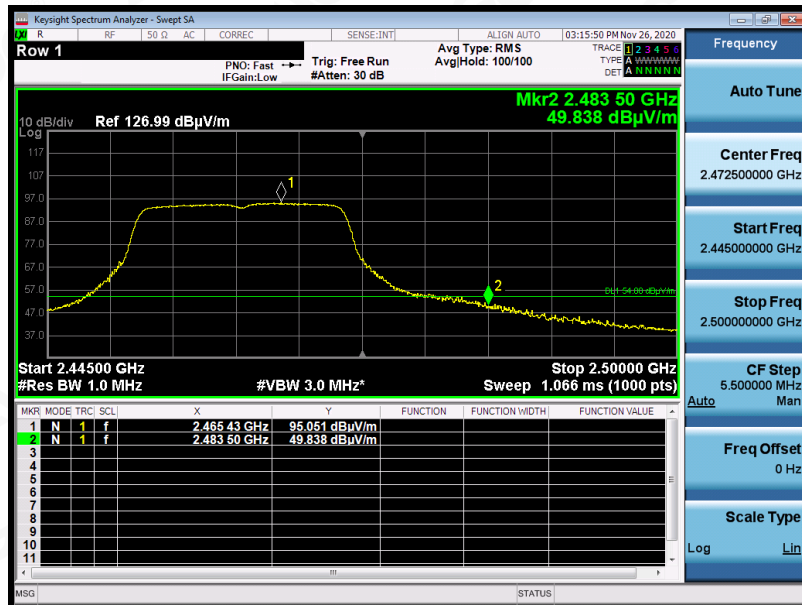 Keysight Spectrum Analyzer - Swept SA
LXI R RF 50 Ω AC CORREC SENSE:INT ALIGN AUTO 03:15:50 PM Nov 26, 2020
Row 1
PNO: Fast
IFGain:Low
Trig: Free Run
#Atten: 30 dB
Avg Type: RMS
Avg|Hold: 100/100
TRACE 1 2 3 4 5 6
TYPE A WWWWW
DET A N N N N N
Mkr2 2.483 50 GHz
49.838 dBµV/m
10 dB/div Ref 126.99 dBµV/m
Log
117
107
97.0
87.0
77.0
67.0
57.0
47.0
37.0
1
2
DL1 54.00 dBµV/m
Start 2.44500 GHz Stop 2.50000 GHz
#Res BW 1.0 MHz #VBW 3.0 MHz* Sweep 1.066 ms (1000 pts)
MKR MODE TRC SCL X Y FUNCTION FUNCTION WIDTH FUNCTION VALUE
1 N 1 f 2.465 43 GHz 95.051 dBµV/m
2 N 1 f 2.483 50 GHz 49.838 dBµV/m
3
4
5
6
7
8
9
10
11
MSG STATUS
Frequency
Auto Tune
Center Freq
2.472500000 GHz
Start Freq
2.445000000 GHz
Stop Freq
2.500000000 GHz
CF Step
5.500000 MHz
Auto Man
Freq Offset
0 Hz
Scale Type
Log Lin